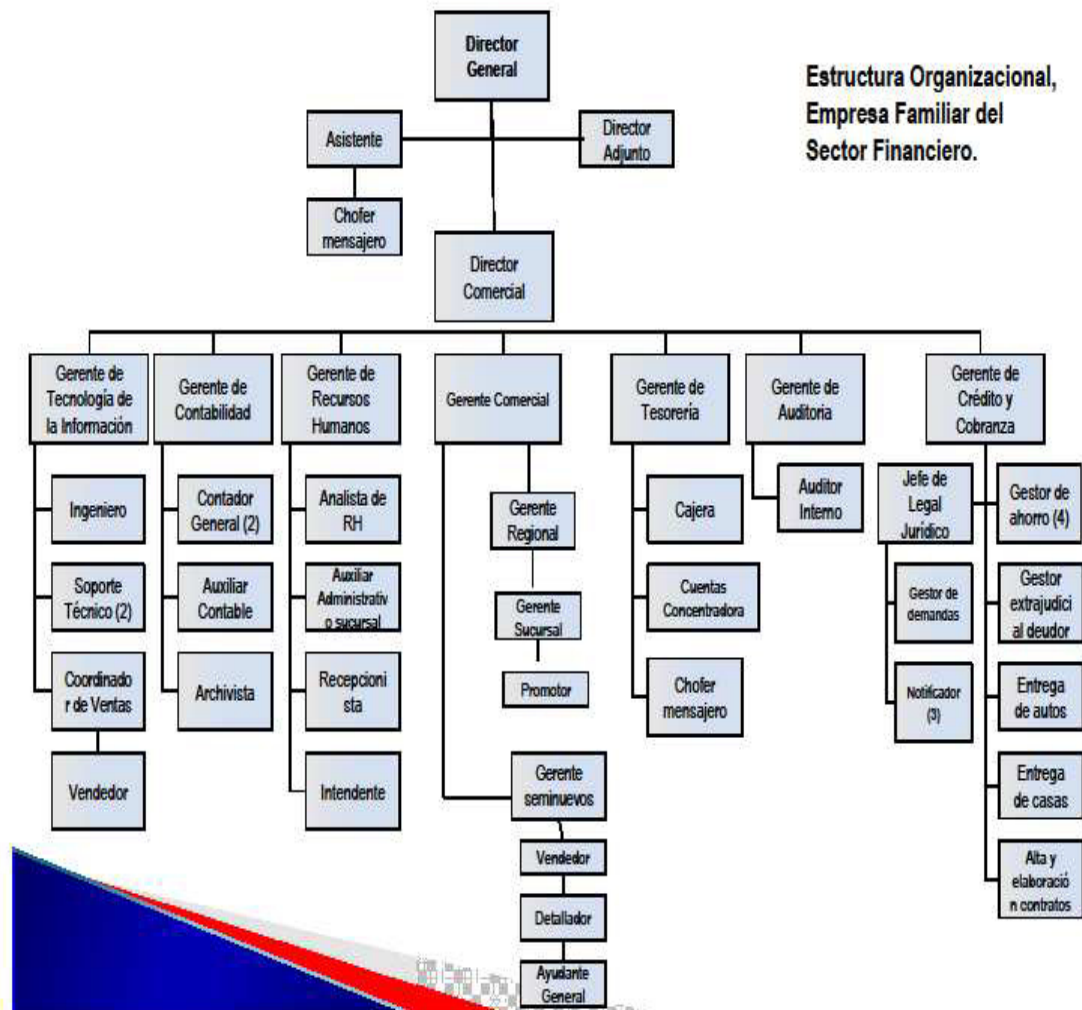 Director
General
Estructura Organizacional,
Empresa Familiar del
Sector Financiero.
Asistente
Director
Adjunto
Chofer
mensajero
Director
Comercial
Gerente de
Tecnología de
la Información
Gerente de
Contabilidad
Gerente de
Recursos
Humanos
Gerente Comercial
Gerente de
Tesorería
Gerente de
Auditoria
Gerente de
Crédito y
Cobranza
Ingeniero
Soporte
Técnico (2)
Coordinado
r de Ventas
Vendedor
Contador
General (2)
Auxiliar
Contable
Archivista
Analista de
RH
Auxiliar
Administrativ
o sucursal
Recepcioni
sta
Intendente
Gerente
Regional
Gerente
Sucursal
Promotor
Gerente
seminuevos
Vendedor
Detallador
Ayudante
General
Cajera
Cuentas
Concentradora
Chofer
mensajero
Auditor
Interno
Jefe de
Legal
Jurídico
Gestor de
demandas
Notificador
(3)
Gestor de
ahorro (4)
Gestor
extrajudici
al deudor
Entrega
de autos
Entrega
de casas
Alta y
elaboració
n contratos